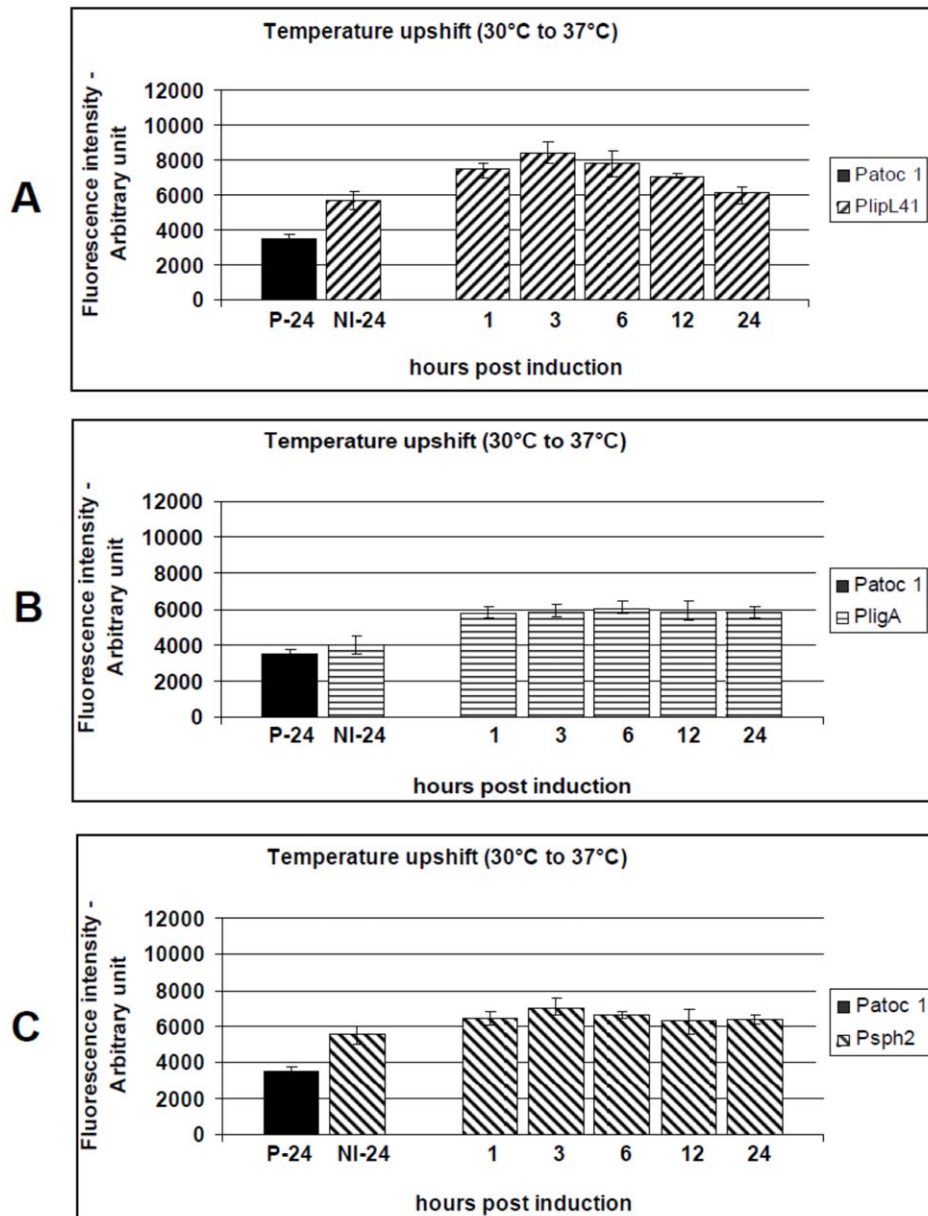 A
Temperature upshift (30°C to 37°C)
Fluorescence intensity -
Arbitrary unit
12000
10000
8000
6000
4000
2000
0
P-24 NI-24 1 3 6 12 24
hours post induction
Patoc 1
PlipL41
B
Temperature upshift (30°C to 37°C)
Fluorescence intensity -
Arbitrary unit
12000
10000
8000
6000
4000
2000
0
P-24 NI-24 1 3 6 12 24
hours post induction
Patoc 1
PligA
C
Temperature upshift (30°C to 37°C)
Fluorescence intensity -
Arbitrary unit
12000
10000
8000
6000
4000
2000
0
P-24 NI-24 1 3 6 12 24
hours post induction
Patoc 1
Psph2